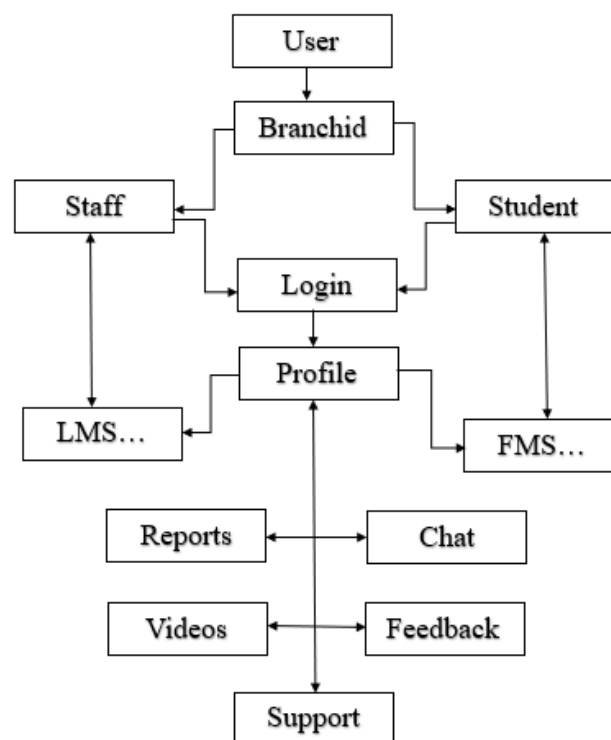 User
Branchid
Staff
Student
Login
Profile
LMS…
FMS…
Reports
Chat
Videos
Feedback
Support